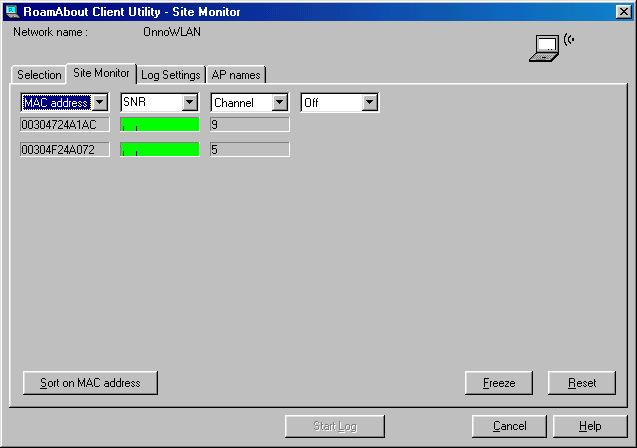 RoamAbout Client Utility - Site Monitor
Network name : OnnoWLAN
Selection Site Monitor Log Settings AP names
MAC address SNR Channel Off
00304724A1AC 9
00304F24A072 5
Sort on MAC address Freeze Reset
Start Log Cancel Help